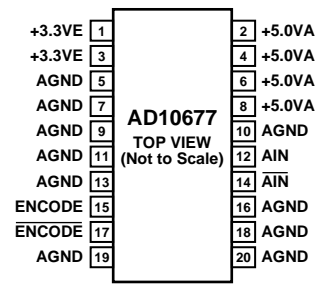 +3.3VE 1 2 +5.0VA
+3.3VE 3 4 +5.0VA
AGND 5 6 +5.0VA
AGND 7 8 +5.0VA
AD10677
AGND 9 10 AGND
TOP VIEW
AGND 11 (Not to Scale) 12 AIN
AGND 13 14 A̅I̅N̅
ENCODE 15 16 AGND
E̅N̅C̅O̅D̅E̅ 17 18 AGND
AGND 19 20 AGND